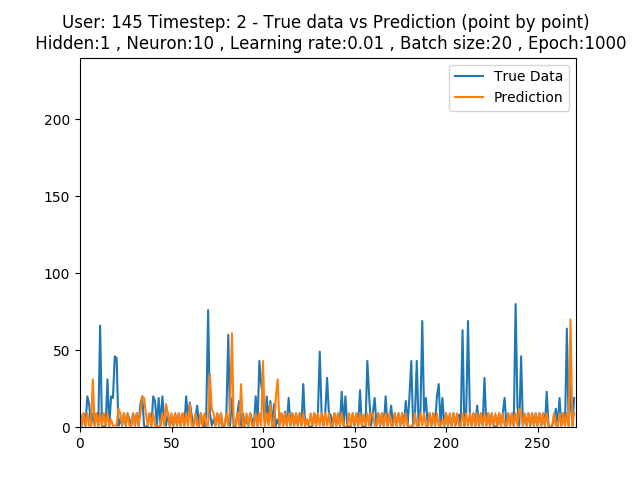 User: 145 Timestep: 2 - True data vs Prediction (point by point)
Hidden:1 , Neuron:10 , Learning rate:0.01 , Batch size:20 , Epoch:1000
True Data
Prediction
200
150
100
50
0
0 50 100 150 200 250